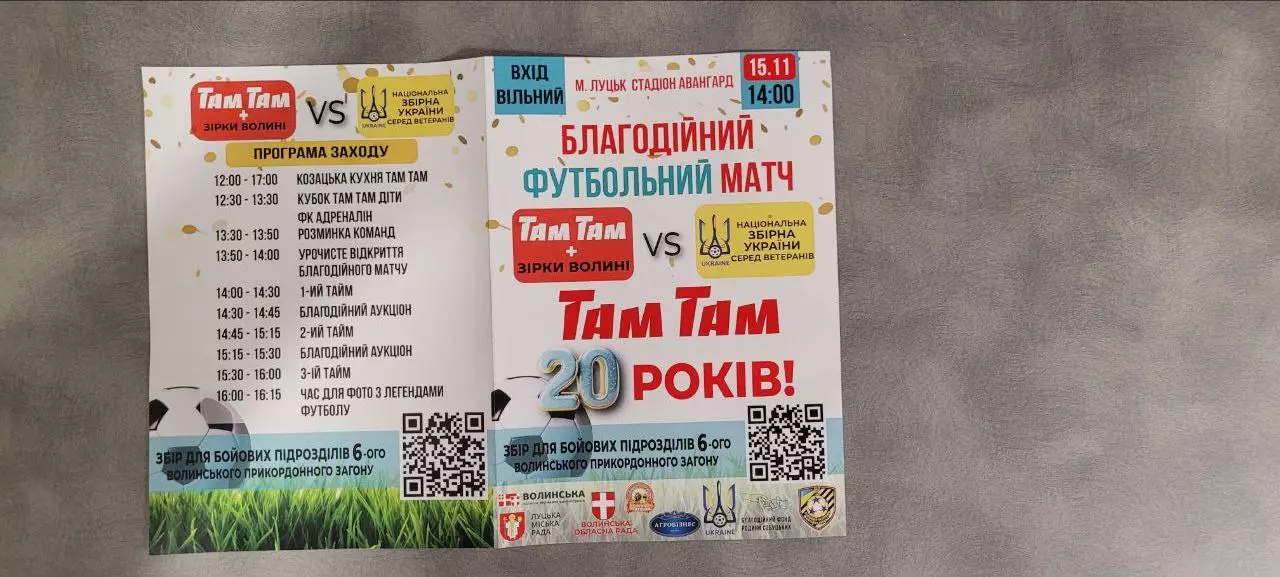 ТАМ ТАМ
+
ЗІРКИ ВОЛИНІ
VS
UKRAINE
НАЦІОНАЛЬНА
ЗБІРНА
УКРАЇНИ
СЕРЕД ВЕТЕРАНІВ
ПРОГРАМА ЗАХОДУ
12:00 - 17:00 КОЗАЦЬКА КУХНЯ ТАМ ТАМ
12:30 - 13:30 КУБОК ТАМ ТАМ ДІТИ
ФК АДРЕНАЛІН
13:30 - 13:50 РОЗМИНКА КОМАНД
13:50 - 14:00 УРОЧИСТЕ ВІДКРИТТЯ
БЛАГОДІЙНОГО МАТЧУ
14:00 - 14:30 1-ИЙ ТАЙМ
14:30 - 14:45 БЛАГОДІЙНИЙ АУКЦІОН
14:45 - 15:15 2-ИЙ ТАЙМ
15:15 - 15:30 БЛАГОДІЙНИЙ АУКЦІОН
15:30 - 16:00 3-ІЙ ТАЙМ
16:00 - 16:15 ЧАС ДЛЯ ФОТО З ЛЕГЕНДАМИ
ФУТБОЛУ
ЗБІР ДЛЯ БОЙОВИХ ПІДРОЗДІЛІВ 6-ого
ВОЛИНСЬКОГО ПРИКОРДОННОГО ЗАГОНУ
ВХІД
ВІЛЬНИЙ
М. ЛУЦЬК СТАДІОН АВАНГАРД
15.11
14:00
БЛАГОДІЙНИЙ
ФУТБОЛЬНИЙ МАТЧ
ТАМ ТАМ
+
ЗІРКИ ВОЛИНІ
VS
UKRAINE
НАЦІОНАЛЬНА
ЗБІРНА
УКРАЇНИ
СЕРЕД ВЕТЕРАНІВ
ТАМ ТАМ
20 РОКІВ!
ЗБІР ДЛЯ БОЙОВИХ ПІДРОЗДІЛІВ 6-ого
ВОЛИНСЬКОГО ПРИКОРДОННОГО ЗАГОНУ
ВОЛИНСЬКА
ЛУЦЬКА
МІСЬКА
РАДА
ВОЛИНСЬКА
ОБЛАСНА РАДА
АГРОБІЗНЕС
UKRAINE
БЛАГОДІЙНИЙ ФОНД
РОДИНИ СОБУЦЬКИХ